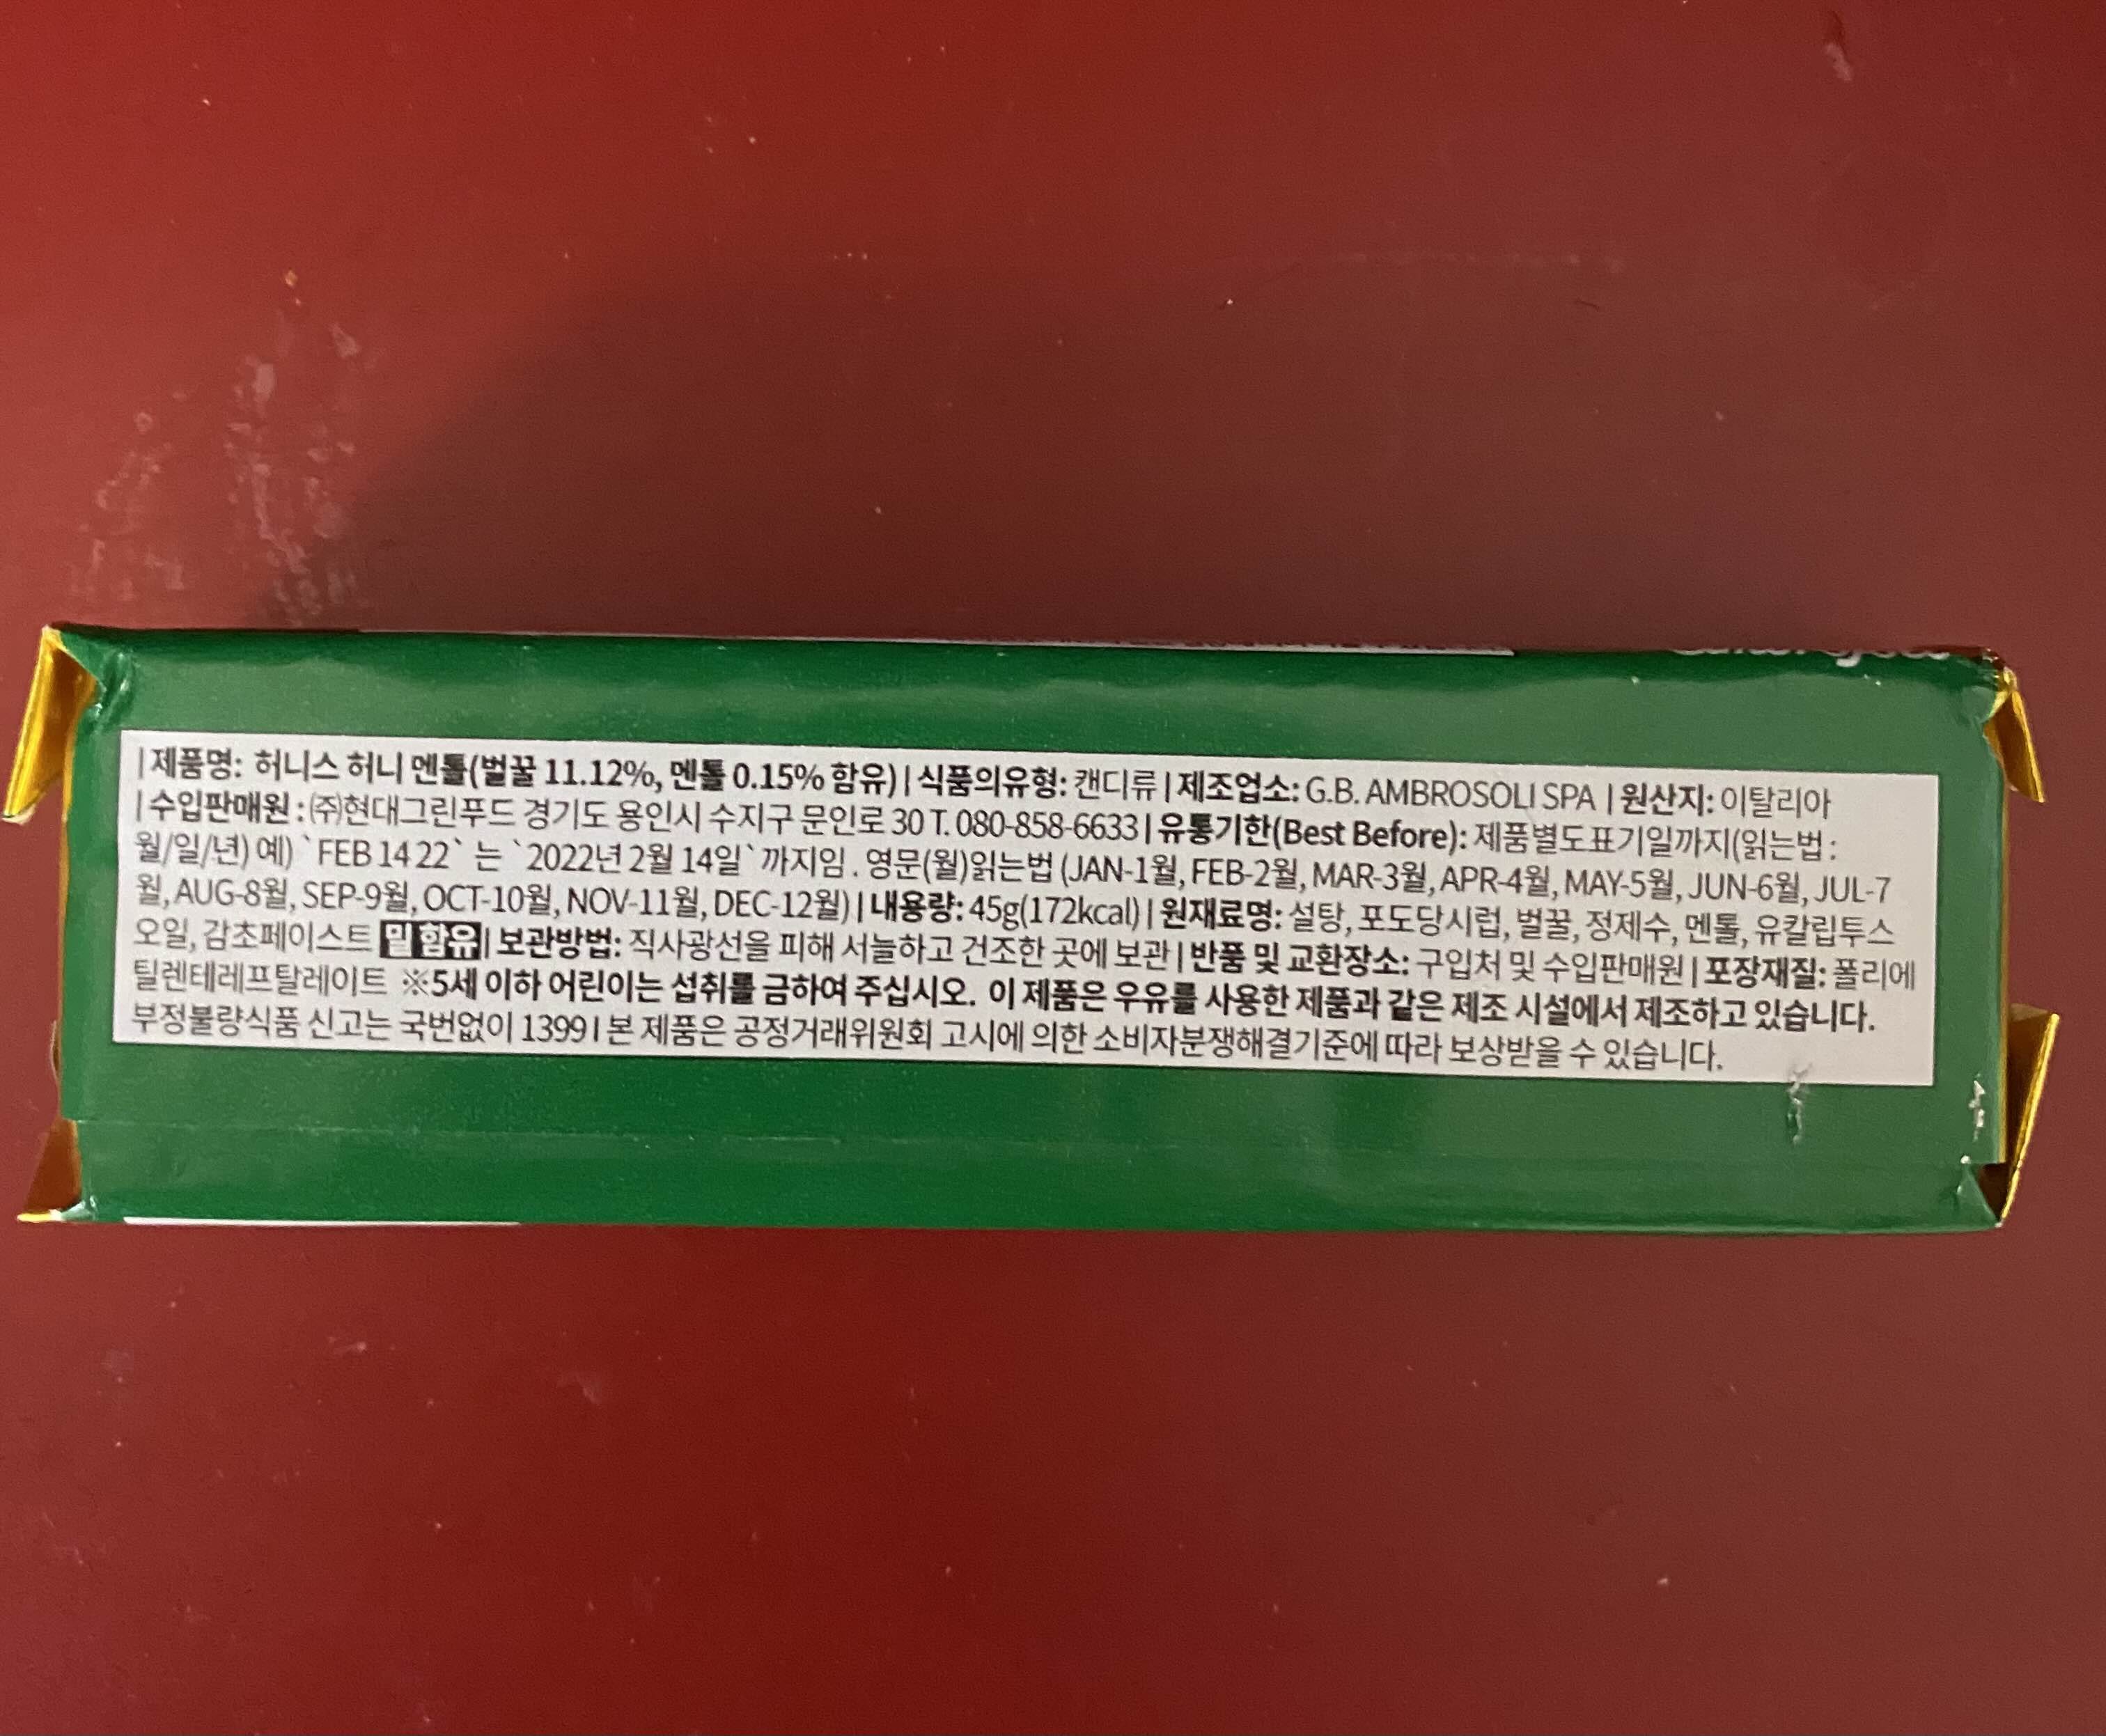 |제품명: 허니스 허니 멘톨(벌꿀 11.12%, 멘톨 0.15% 함유) | 식품의유형: 캔디류 | 제조업소: G.B. AMBROSOLI SPA | 원산지: 이탈리아
|수입판매원 : ㈜현대그린푸드 경기도 용인시 수지구 문인로 30 T. 080-858-6633 | 유통기한(Best Before): 제품별도표기일까지(읽는법 :
월/일/년) 예) `FEB 14 22` 는 `2022년 2월 14일` 까지임 . 영문(월)읽는법 (JAN-1월, FEB-2월, MAR-3월, APR-4월, MAY-5월, JUN-6월, JUL-7
월, AUG-8월, SEP-9월, OCT-10월, NOV-11월, DEC-12월) | 내용량: 45g(172kcal) | 원재료명: 설탕, 포도당시럽, 벌꿀, 정제수, 멘톨, 유칼립투스
오일, 감초페이스트 밀함유 | 보관방법: 직사광선을 피해 서늘하고 건조한 곳에 보관 | 반품 및 교환장소: 구입처 및 수입판매원 | 포장재질: 폴리에
틸렌테레프탈레이트 ※5세 이하 어린이는 섭취를 금하여 주십시오. 이 제품은 우유를 사용한 제품과 같은 제조 시설에서 제조하고 있습니다.
부정불량식품 신고는 국번없이 1399 | 본 제품은 공정거래위원회 고시에 의한 소비자분쟁해결기준에 따라 보상받을 수 있습니다.